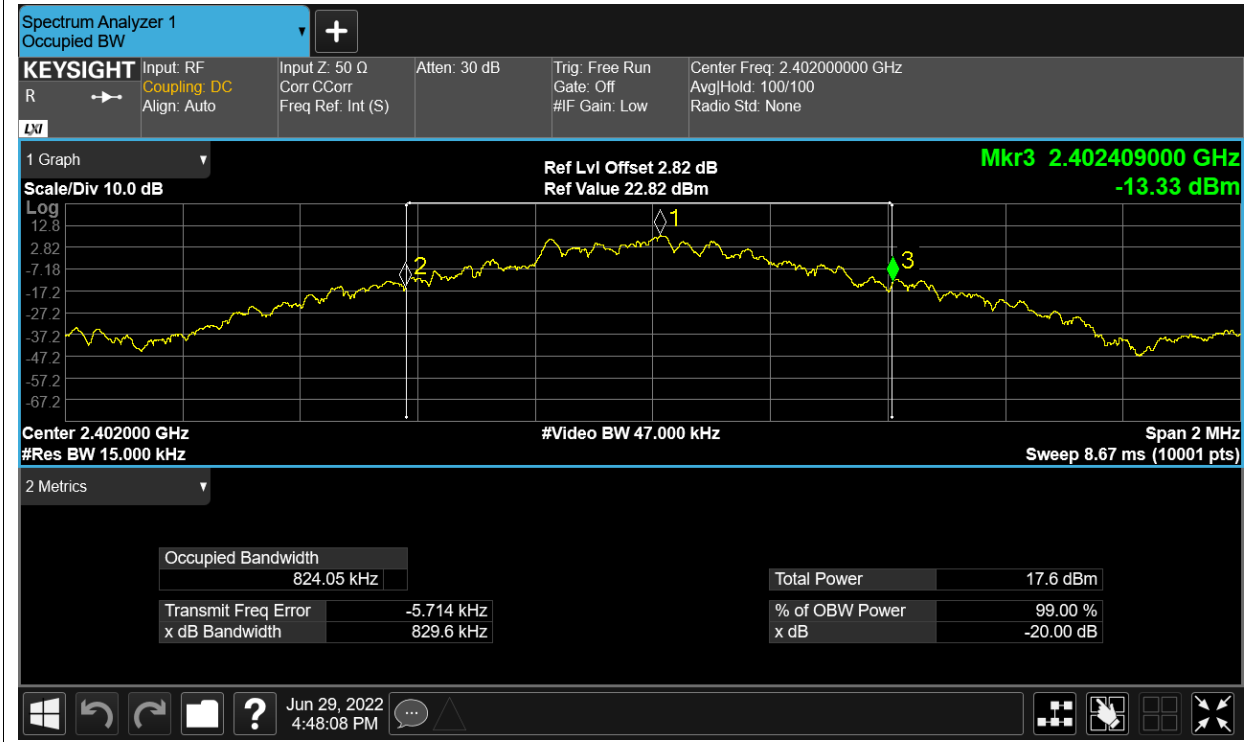 Spectrum Analyzer 1
Occupied BW
+
KEYSIGHT Input: RF Input Z: 50 Ω Atten: 30 dB Trig: Free Run Center Freq: 2.402000000 GHz
R Coupling: DC Corr CCorr Gate: Off Avg|Hold: 100/100
Align: Auto Freq Ref: Int (S) #IF Gain: Low Radio Std: None
LXI
1 Graph Ref Lvl Offset 2.82 dB Mkr3 2.402409000 GHz
Scale/Div 10.0 dB Ref Value 22.82 dBm -13.33 dBm
Log
12.8
2.82
-7.18
-17.2
-27.2
-37.2
-47.2
-57.2
-67.2
1
2
3
Center 2.402000 GHz #Video BW 47.000 kHz Span 2 MHz
#Res BW 15.000 kHz Sweep 8.67 ms (10001 pts)
2 Metrics
Occupied Bandwidth
824.05 kHz Total Power 17.6 dBm
Transmit Freq Error -5.714 kHz % of OBW Power 99.00 %
x dB Bandwidth 829.6 kHz x dB -20.00 dB
? Jun 29, 2022
4:48:08 PM